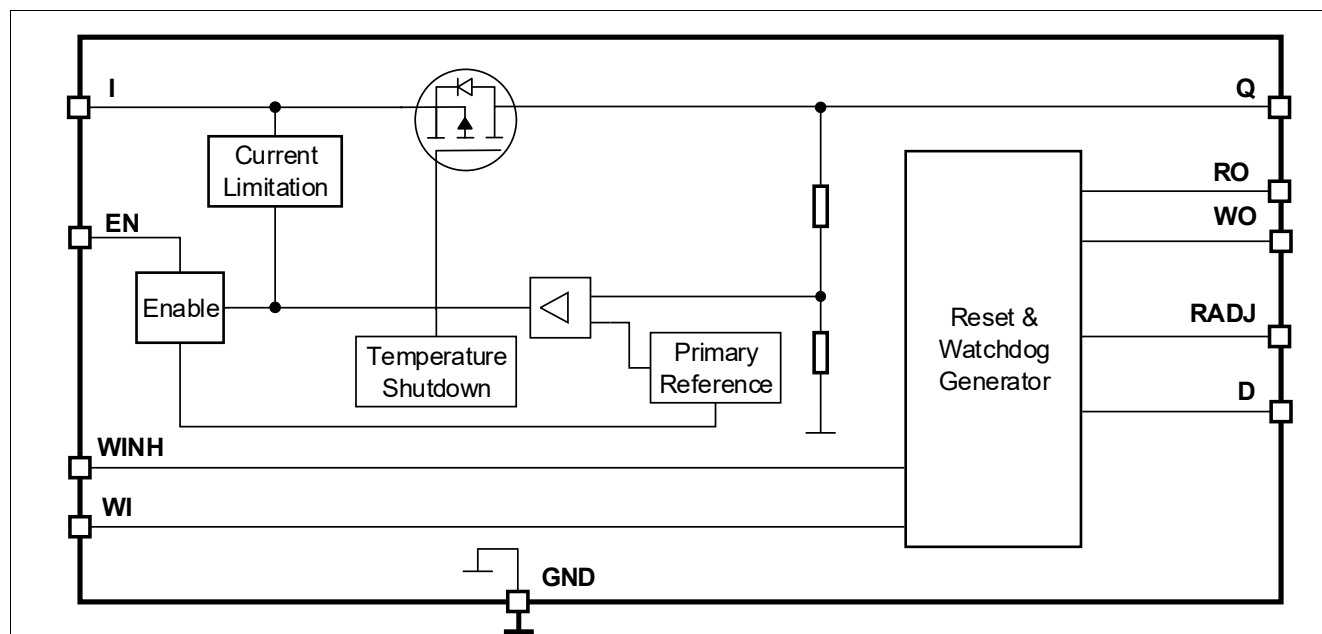 I
Q
Current
Limitation
RO
WO
EN
Enable
Reset &
Watchdog
Generator
RADJ
Temperature
Shutdown
Primary
Reference
D
WINH
WI
GND